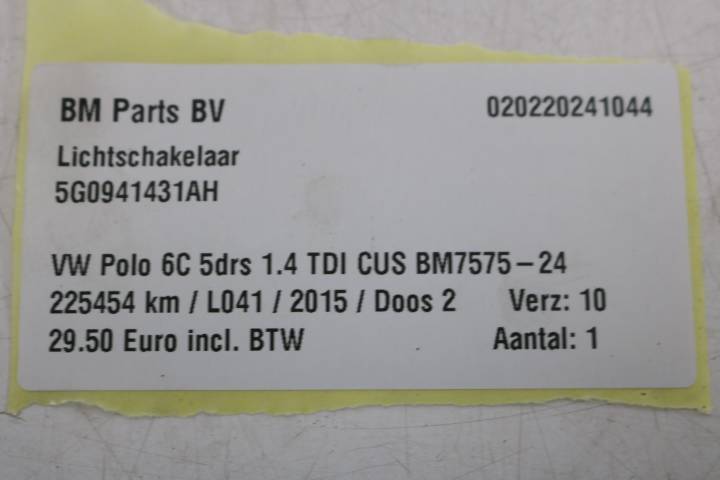 BM Parts BV 020220241044
Lichtschakelaar
5G0941431AH
VW Polo 6C 5drs 1.4 TDI CUS BM7575-24
225454 km / L041 / 2015 / Doos 2 Verz: 10
29.50 Euro incl. BTW Aantal: 1